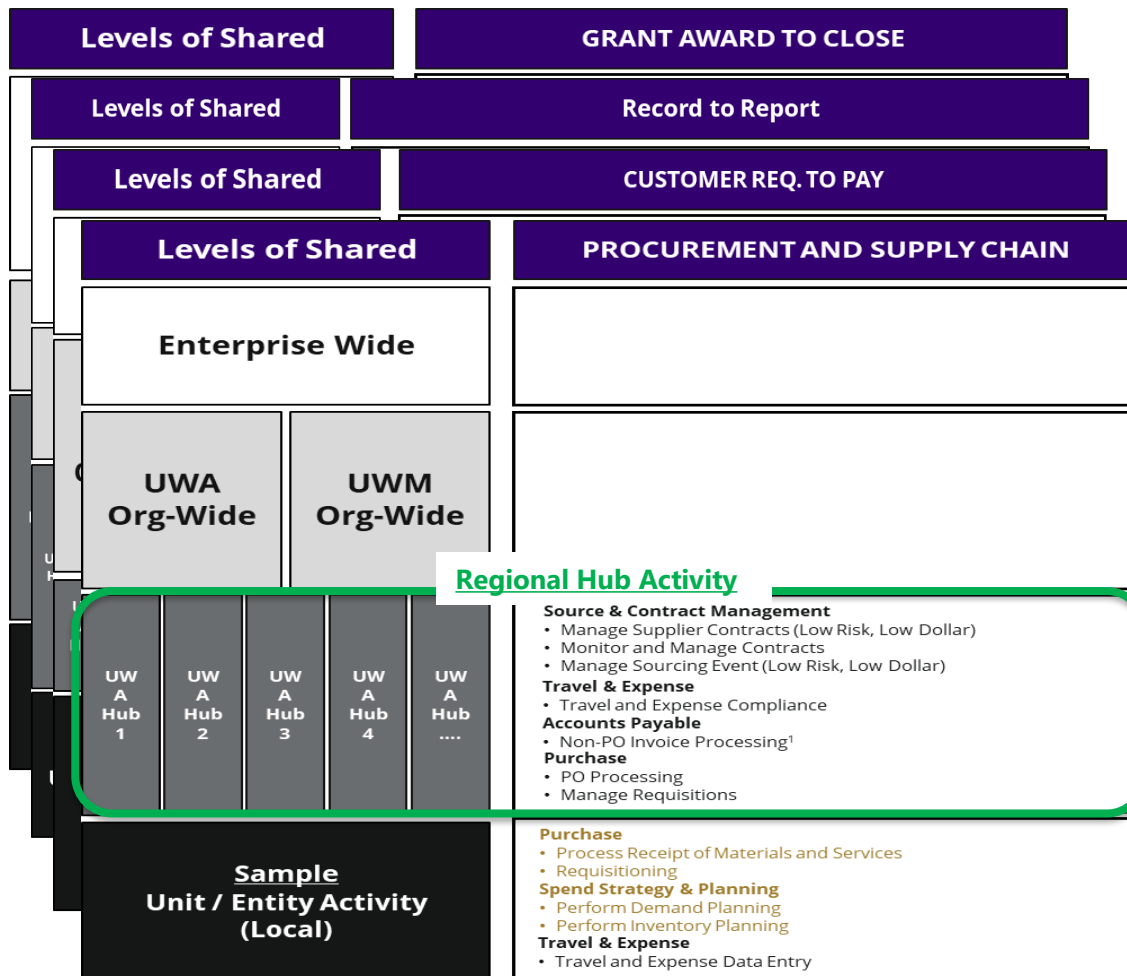 Levels of Shared
GRANT AWARD TO CLOSE
Levels of Shared
Record to Report
Levels of Shared
CUSTOMER REQ. TO PAY
Levels of Shared
PROCUREMENT AND SUPPLY CHAIN
Enterprise Wide
UWA
Org-Wide
UWM
Org-Wide
Regional Hub Activity
UW
A
Hub
1
UW
A
Hub
2
UW
A
Hub
3
UW
A
Hub
4
UW
A
Hub
....
Source & Contract Management
• Manage Supplier Contracts (Low Risk, Low Dollar)
• Monitor and Manage Contracts
• Manage Sourcing Event (Low Risk, Low Dollar)
Travel & Expense
• Travel and Expense Compliance
Accounts Payable
• Non-PO Invoice Processing¹
Purchase
• PO Processing
• Manage Requisitions
Sample
Unit / Entity Activity
(Local)
Purchase
• Process Receipt of Materials and Services
• Requisitioning
Spend Strategy & Planning
• Perform Demand Planning
• Perform Inventory Planning
Travel & Expense
• Travel and Expense Data Entry